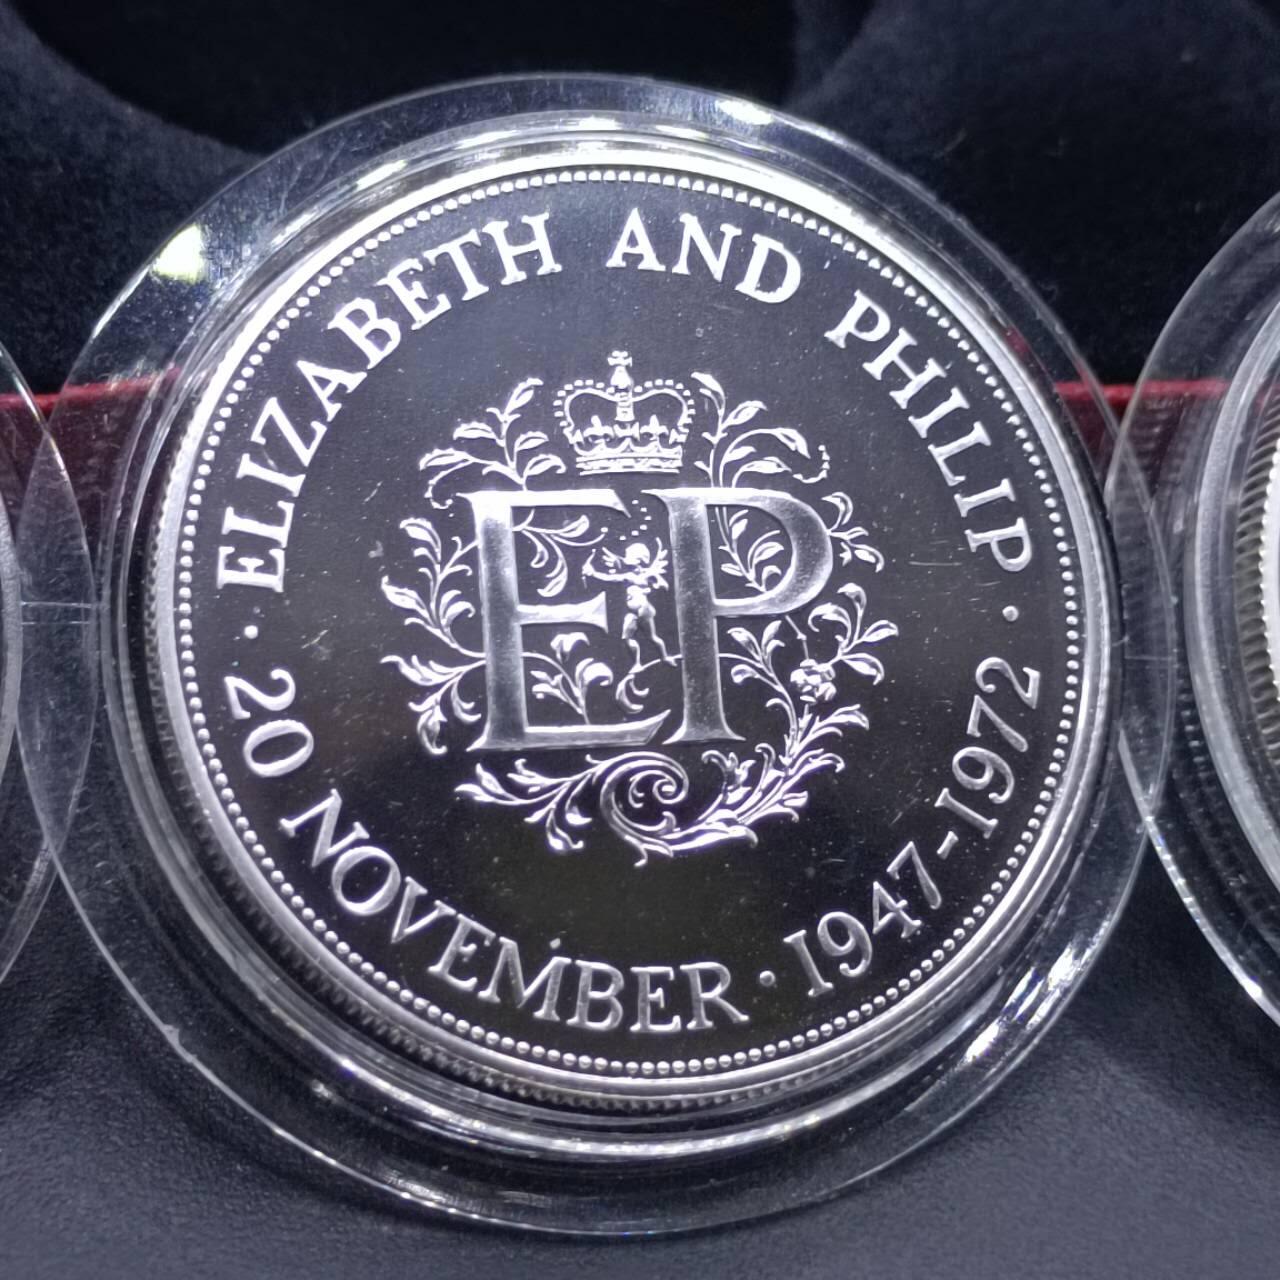 ELIZABETH AND PHILIP
20 NOVEMBER · 1947-1972
EP